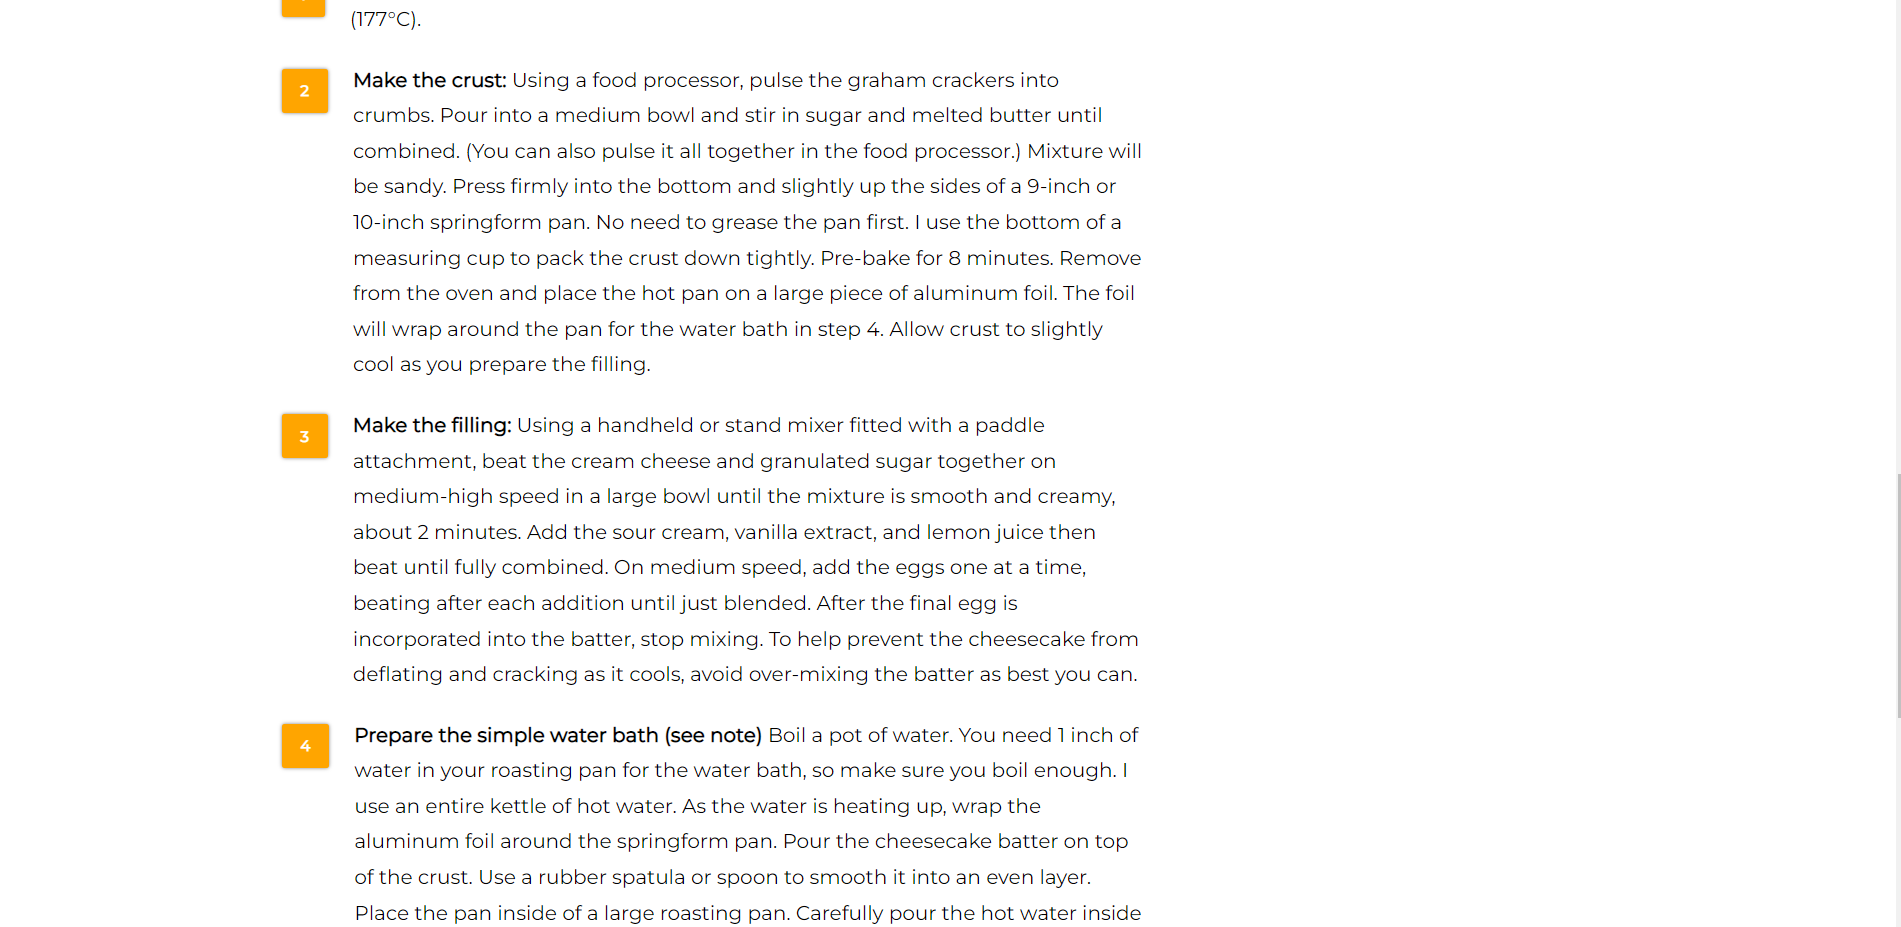 (177°C).
2
Make the crust: Using a food processor, pulse the graham crackers into
crumbs. Pour into a medium bowl and stir in sugar and melted butter until
combined. (You can also pulse it all together in the food processor.) Mixture will
be sandy. Press firmly into the bottom and slightly up the sides of a 9-inch or
10-inch springform pan. No need to grease the pan first. I use the bottom of a
measuring cup to pack the crust down tightly. Pre-bake for 8 minutes. Remove
from the oven and place the hot pan on a large piece of aluminum foil. The foil
will wrap around the pan for the water bath in step 4. Allow crust to slightly
cool as you prepare the filling.
3
Make the filling: Using a handheld or stand mixer fitted with a paddle
attachment, beat the cream cheese and granulated sugar together on
medium-high speed in a large bowl until the mixture is smooth and creamy,
about 2 minutes. Add the sour cream, vanilla extract, and lemon juice then
beat until fully combined. On medium speed, add the eggs one at a time,
beating after each addition until just blended. After the final egg is
incorporated into the batter, stop mixing. To help prevent the cheesecake from
deflating and cracking as it cools, avoid over-mixing the batter as best you can.
4
Prepare the simple water bath (see note) Boil a pot of water. You need 1 inch of
water in your roasting pan for the water bath, so make sure you boil enough. I
use an entire kettle of hot water. As the water is heating up, wrap the
aluminum foil around the springform pan. Pour the cheesecake batter on top
of the crust. Use a rubber spatula or spoon to smooth it into an even layer.
Place the pan inside of a large roasting pan. Carefully pour the hot water inside